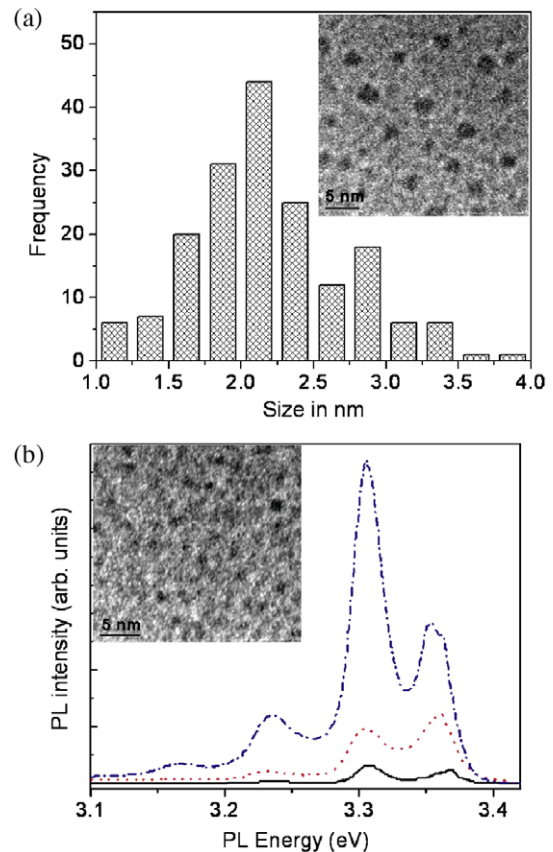 (a)
50
40
30
20
10
0
Frequency
1.0 1.5 2.0 2.5 3.0 3.5 4.0
Size in nm
5 nm
(b)
PL intensity (arb. units)
5 nm
3.1 3.2 3.3 3.4
PL Energy (eV)